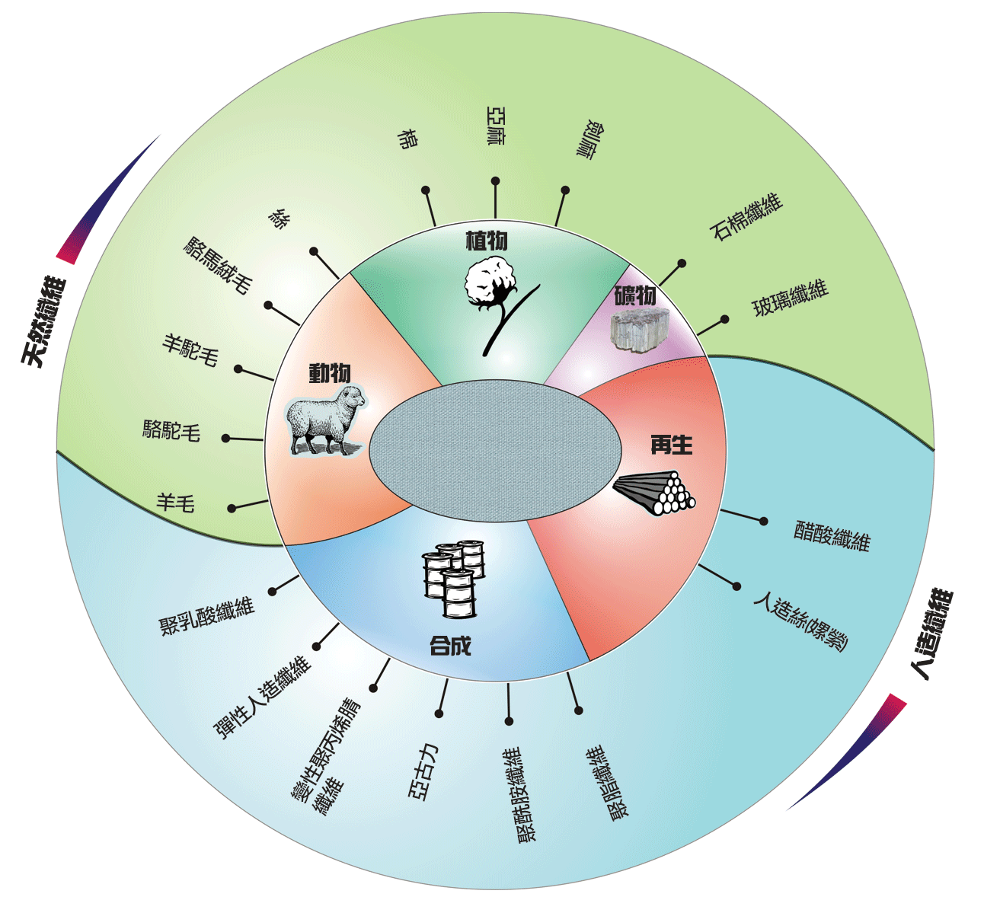 天然纖維
植物
棉
亞麻
劍麻
礦物
石棉纖維
玻璃纖維
動物
絲
駱馬絨毛
羊駝毛
駱駝毛
羊毛
人造纖維
再生
醋酸纖維
人造絲(嫘縈)
合成
聚乳酸纖維
彈性人造纖維
變性聚丙烯腈
纖維
亞古力
聚酰胺纖維
聚脂纖維